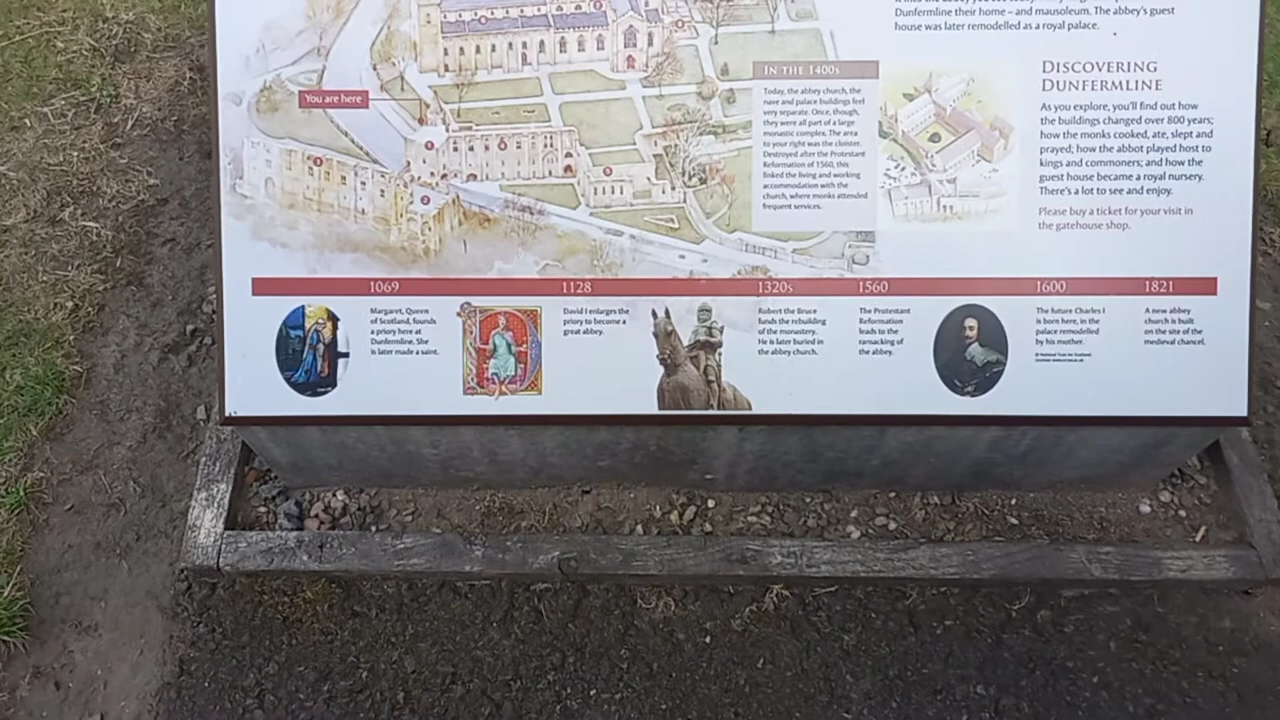 Dunfermline their home – and mausoleum. The abbey's guest
house was later remodelled as a royal palace.
You are here
IN THE 1400s
Today, the abbey church, the
nave and palace buildings feel
very separate. Once, though,
they were all part of a large
monastic complex. The area
to your right was the cloister.
Destroyed after the Protestant
Reformation of 1560, this
linked the living and working
accommodation with the
church, where monks attended
frequent services.
DISCOVERING
DUNFERMLINE
As you explore, you'll find out how
the buildings changed over 800 years;
how the monks cooked, ate, slept and
prayed; how the abbot played host to
kings and commoners; and how the
guest house became a royal nursery.
There's a lot to see and enjoy.
Please buy a ticket for your visit in
the gatehouse shop.
1069
Margaret, Queen
of Scotland, founds
a priory here at
Dunfermline. She
is later made a saint.
1128
David I enlarges the
priory to become a
great abbey.
1320s
Robert the Bruce
funds the rebuilding
of the monastery.
He is later buried in
the abbey church.
1560
The Protestant
Reformation
leads to the
ransacking of
the abbey.
1600
The future Charles I
is born here, in the
palace remodelled
by his mother.
© National Trust for Scotland.
1821
A new abbey
church is built
on the site of the
medieval chancel.